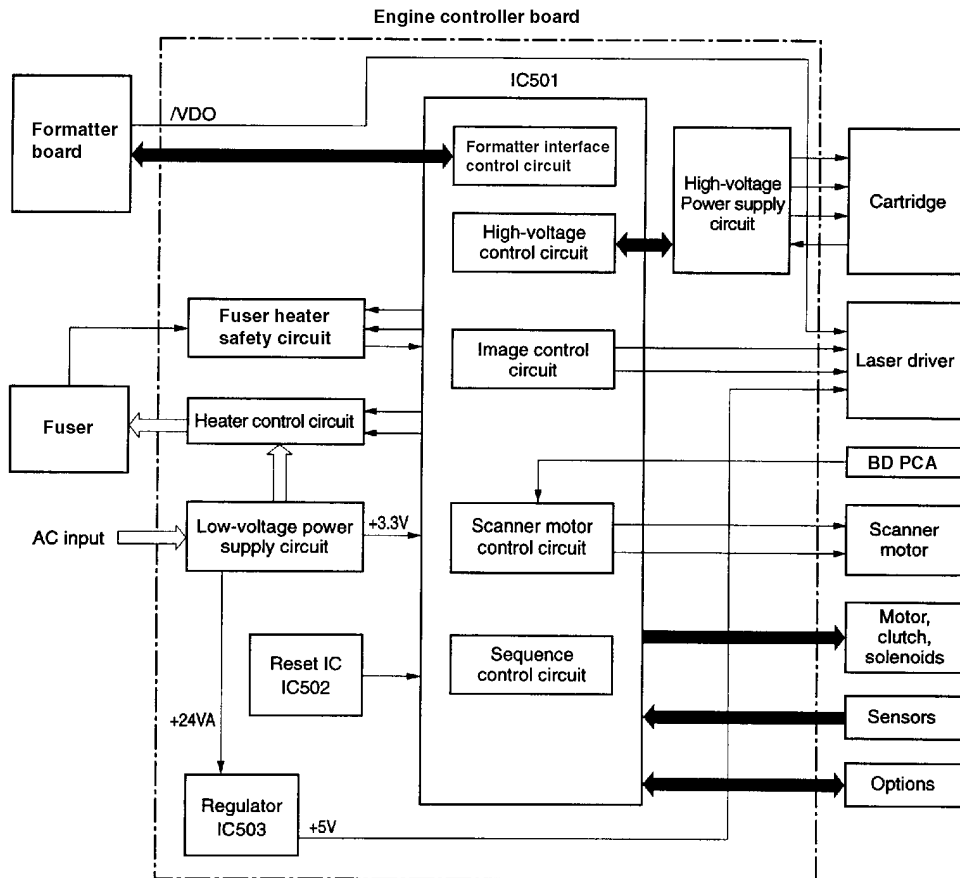 Engine controller board
IC501
/VDO
Formatter
board
Formatter interface
control circuit
High-voltage
Power supply
circuit
Cartridge
High-voltage
control circuit
Fuser heater
safety circuit
Image control
circuit
Laser driver
Fuser
Heater control circuit
BD PCA
AC input
Low-voltage power
supply circuit
+3.3V
Scanner motor
control circuit
Scanner
motor
Motor,
clutch,
solenoids
Reset IC
IC502
Sequence
control circuit
+24VA
Sensors
Options
Regulator
IC503
+5V